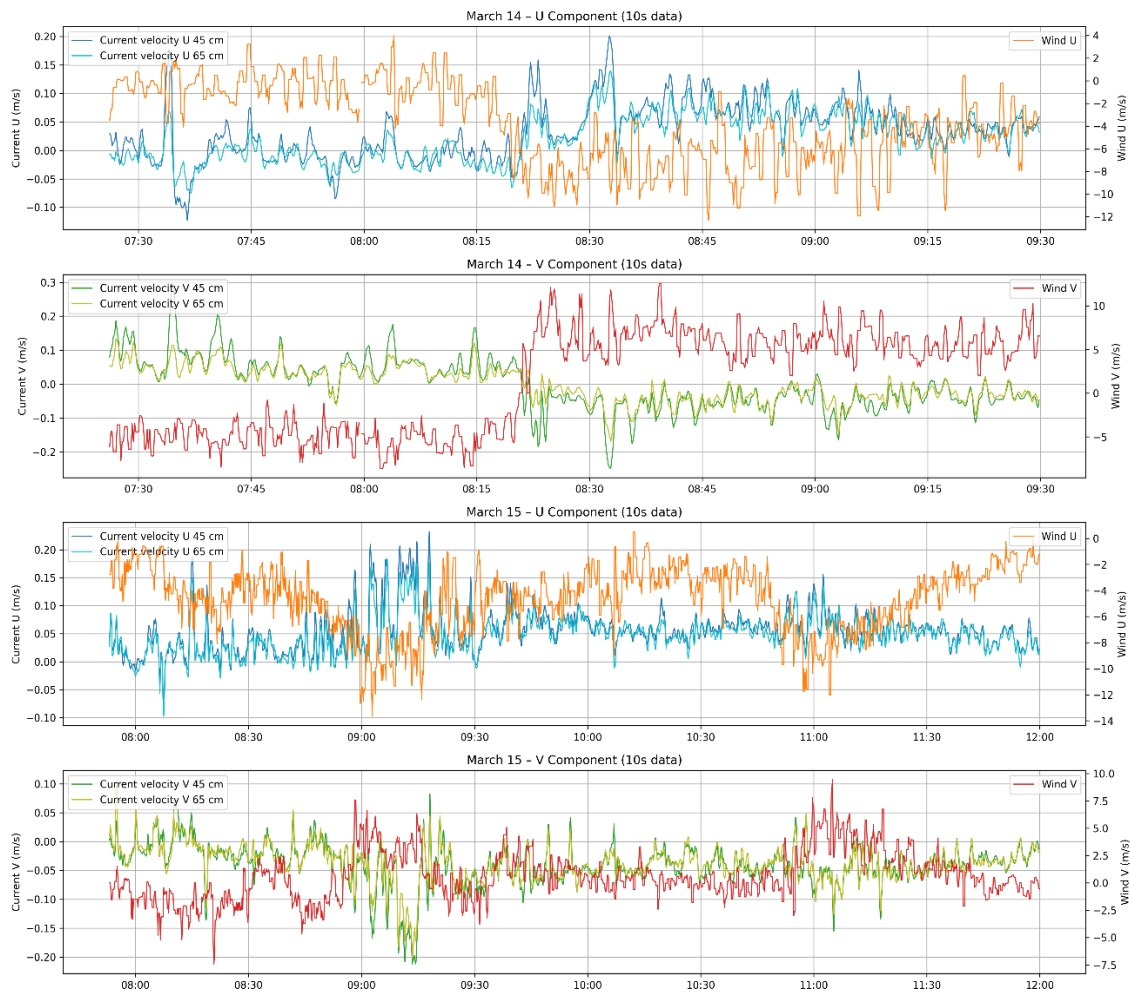 March 14 – U Component (10s data)
Current velocity U 45 cm
Current velocity U 65 cm
Wind U
Current U (m/s)
0.20
0.15
0.10
0.05
0.00
−0.05
−0.10
4
2
0
−2
−4
−6
−8
−10
−12
Wind U (m/s)
07:30 07:45 08:00 08:15 08:30 08:45 09:00 09:15 09:30
March 14 – V Component (10s data)
Current velocity V 45 cm
Current velocity V 65 cm
Wind V
Current V (m/s)
0.3
0.2
0.1
0.0
−0.1
−0.2
10
5
0
−5
Wind V (m/s)
07:30 07:45 08:00 08:15 08:30 08:45 09:00 09:15 09:30
March 15 – U Component (10s data)
Current velocity U 45 cm
Current velocity U 65 cm
Wind U
Current U (m/s)
0.20
0.15
0.10
0.05
0.00
−0.05
−0.10
0
−2
−4
−6
−8
−10
−12
−14
Wind U (m/s)
08:00 08:30 09:00 09:30 10:00 10:30 11:00 11:30 12:00
March 15 – V Component (10s data)
Current velocity V 45 cm
Current velocity V 65 cm
Wind V
Current V (m/s)
0.10
0.05
0.00
−0.05
−0.10
−0.15
−0.20
10.0
7.5
5.0
2.5
0.0
−2.5
−5.0
−7.5
Wind V (m/s)
08:00 08:30 09:00 09:30 10:00 10:30 11:00 11:30 12:00